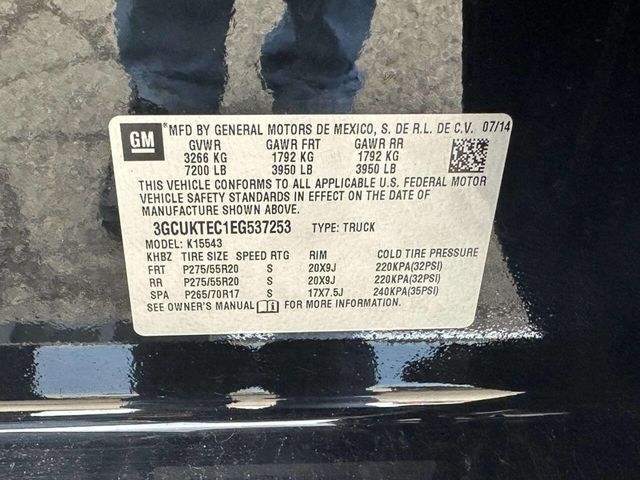 GM ® MFD BY GENERAL MOTORS DE MEXICO, S. DE R.L. DE C.V. 07/14
GVWR GAWR FRT GAWR RR
3266 KG 1792 KG 1792 KG
7200 LB 3950 LB 3950 LB
THIS VEHICLE CONFORMS TO ALL APPLICABLE U.S. FEDERAL MOTOR
VEHICLE SAFETY STANDARDS IN EFFECT ON THE DATE OF
MANUFACTURE SHOWN ABOVE.
3GCUKTEC1EG537253 TYPE: TRUCK
MODEL: K15543
KHBZ TIRE SIZE SPEED RTG RIM COLD TIRE PRESSURE
FRT P275/55R20 S 20X9J 220KPA(32PSI)
RR P275/55R20 S 20X9J 220KPA(32PSI)
SPA P265/70R17 S 17X7.5J 240KPA(35PSI)
SEE OWNER'S MANUAL FOR MORE INFORMATION.